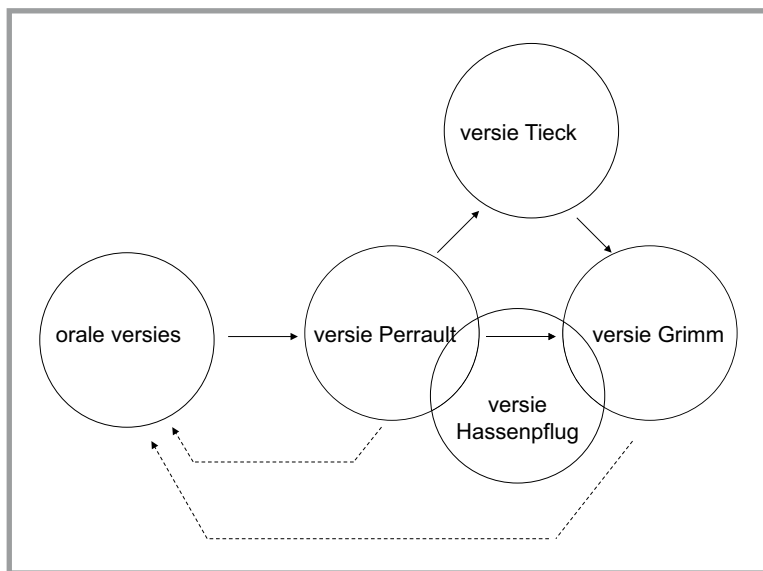 versie Tieck
orale versies
versie Perrault
versie Grimm
versie
Hassenpflug